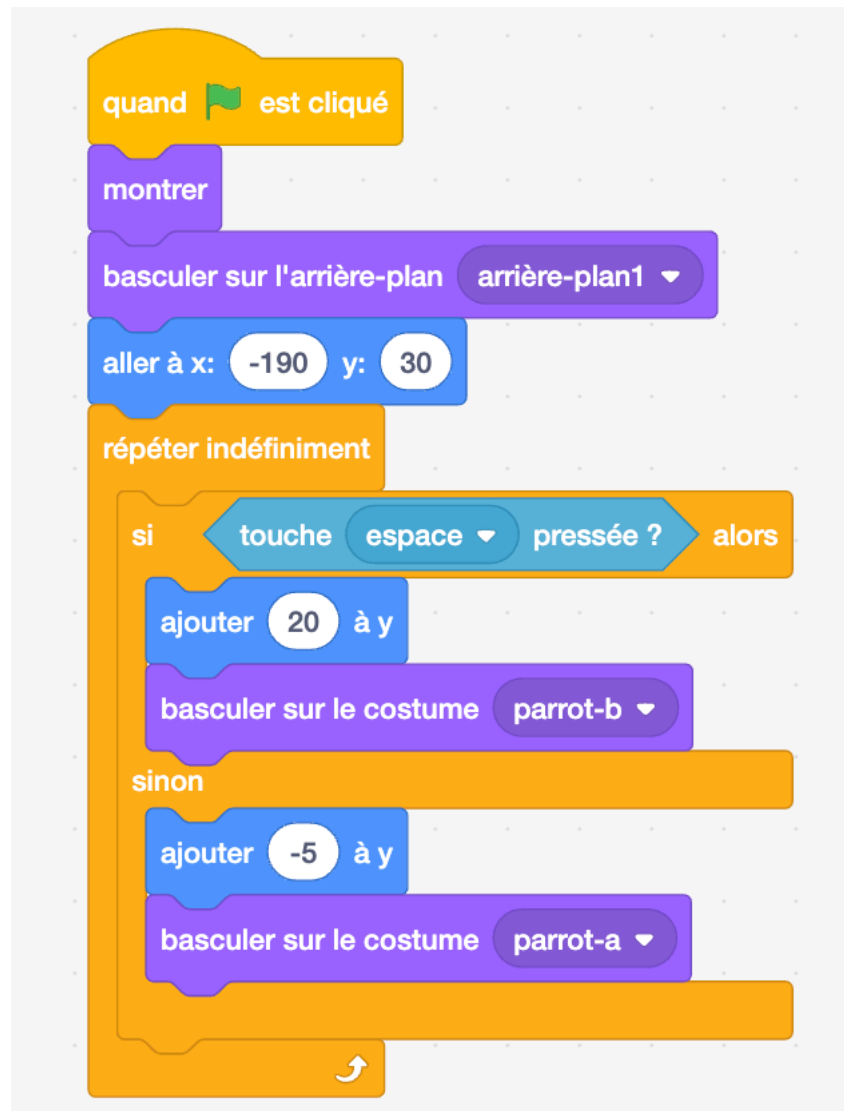 quand est cliqué
montrer
basculer sur l'arrière-plan arrière-plan1
aller à x: -190 y: 30
répéter indéfiniment
si touche espace pressée ? alors
ajouter 20 à y
basculer sur le costume parrot-b
sinon
ajouter -5 à y
basculer sur le costume parrot-a